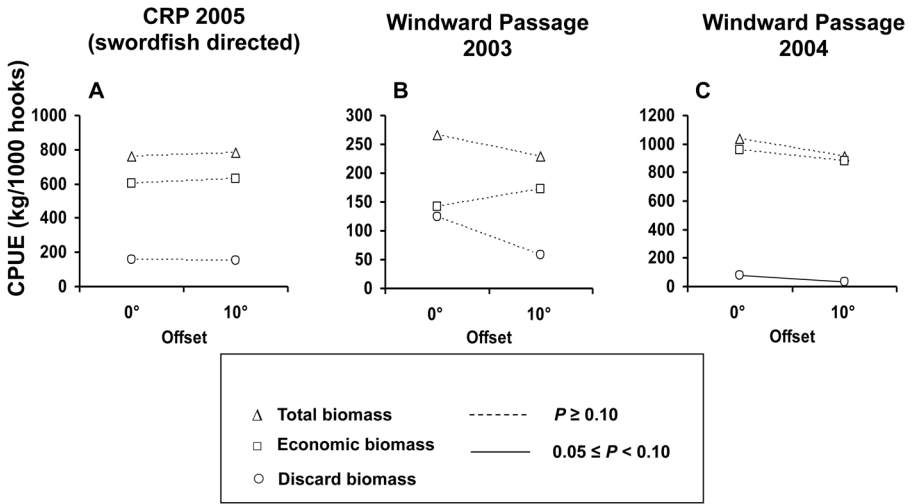 CRP 2005
(swordfish directed)
Windward Passage
2003
Windward Passage
2004
CPUE (kg/1000 hooks)
A
1000
800
600
400
200
0
0°
10°
Offset
B
300
250
200
150
100
50
0
0°
10°
Offset
C
1200
1000
800
600
400
200
0
0°
10°
Offset
Total biomass
Economic biomass
Discard biomass
P ≥ 0.10
0.05 ≤ P < 0.10